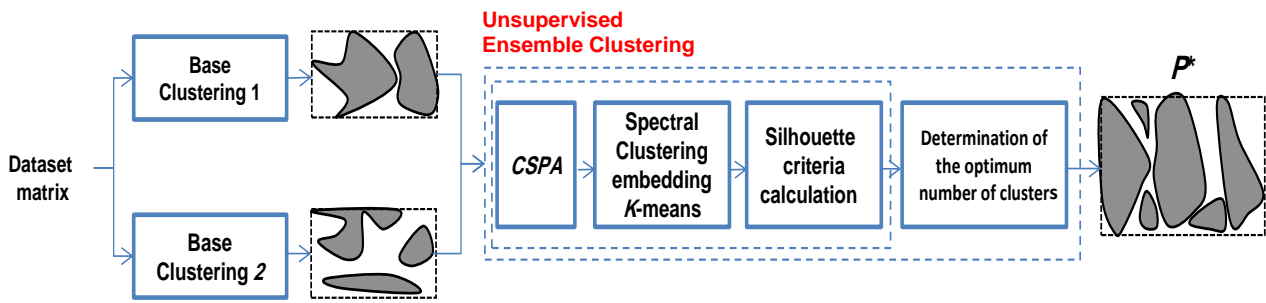 Unsupervised
Ensemble Clustering
Dataset
matrix
Base
Clustering 1
Base
Clustering 2
CSPA
Spectral
Clustering
embedding
K-means
Silhouette
criteria
calculation
Determination of
the optimum
number of clusters
P*